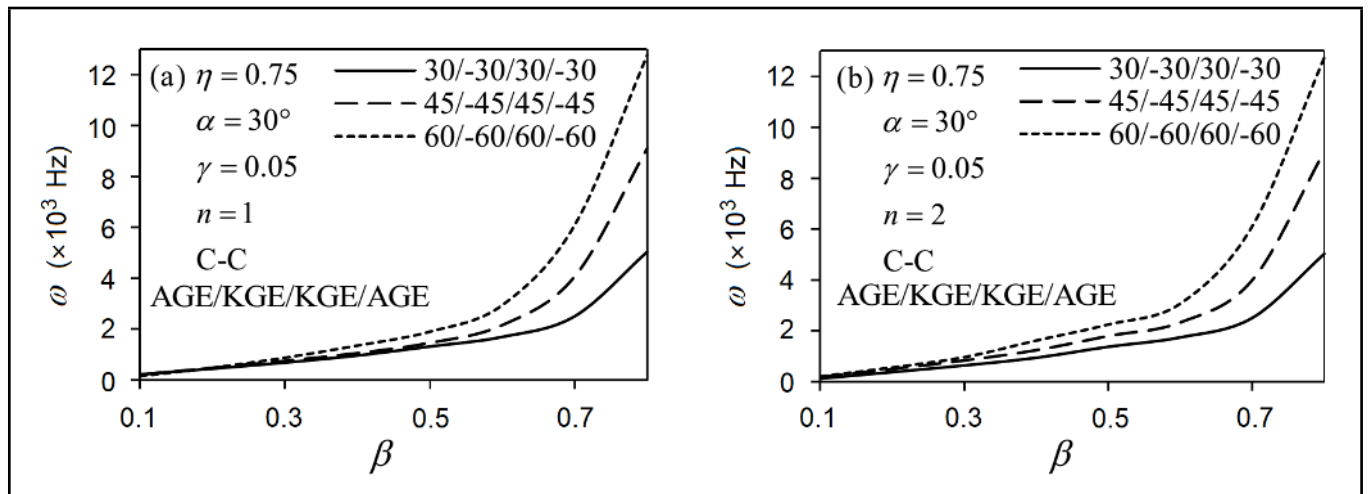 (a) η = 0.75
α = 30°
γ = 0.05
n = 1
C-C
AGE/KGE/KGE/AGE
30/-30/30/-30
45/-45/45/-45
60/-60/60/-60
ω (×10³ Hz)
12
10
8
6
4
2
0
0.1 0.3 0.5 0.7
β
(b) η = 0.75
α = 30°
γ = 0.05
n = 2
C-C
AGE/KGE/KGE/AGE
30/-30/30/-30
45/-45/45/-45
60/-60/60/-60
ω (×10³ Hz)
12
10
8
6
4
2
0
0.1 0.3 0.5 0.7
β